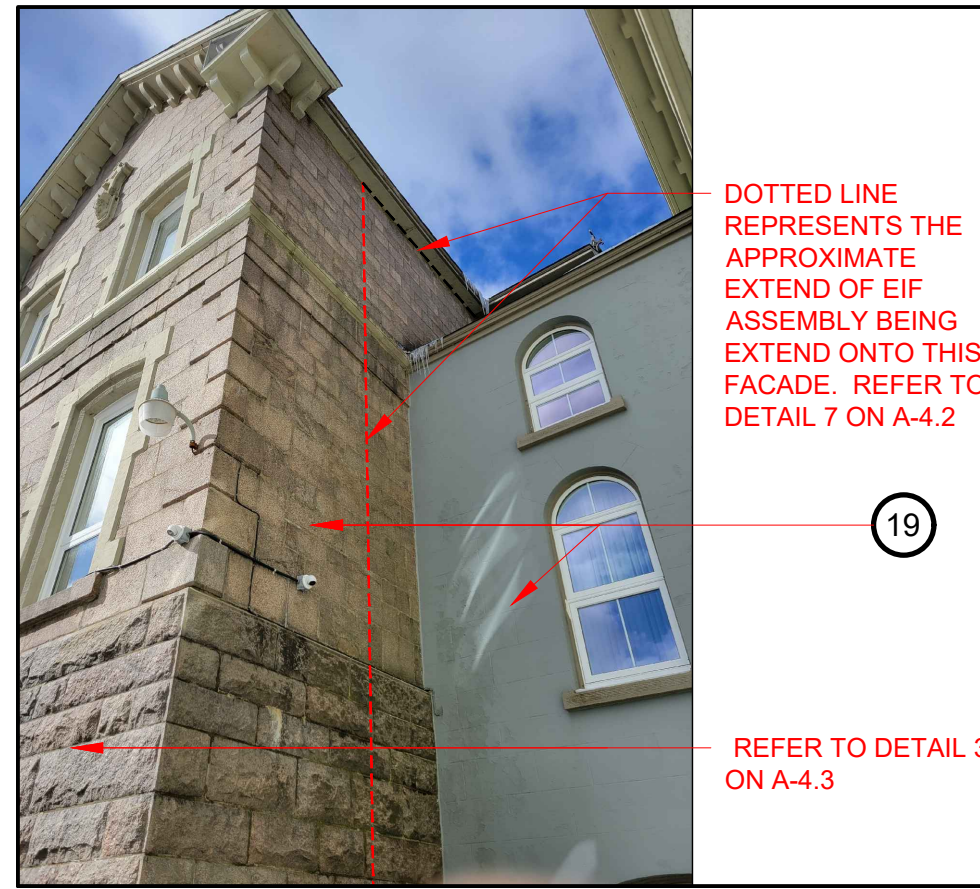 DOTTED LINE
REPRESENTS THE
APPROXIMATE
EXTEND OF EIF
ASSEMBLY BEING
EXTEND ONTO THIS
FACADE. REFER TO
DETAIL 7 ON A-4.2
19
REFER TO DETAIL 3
ON A-4.3